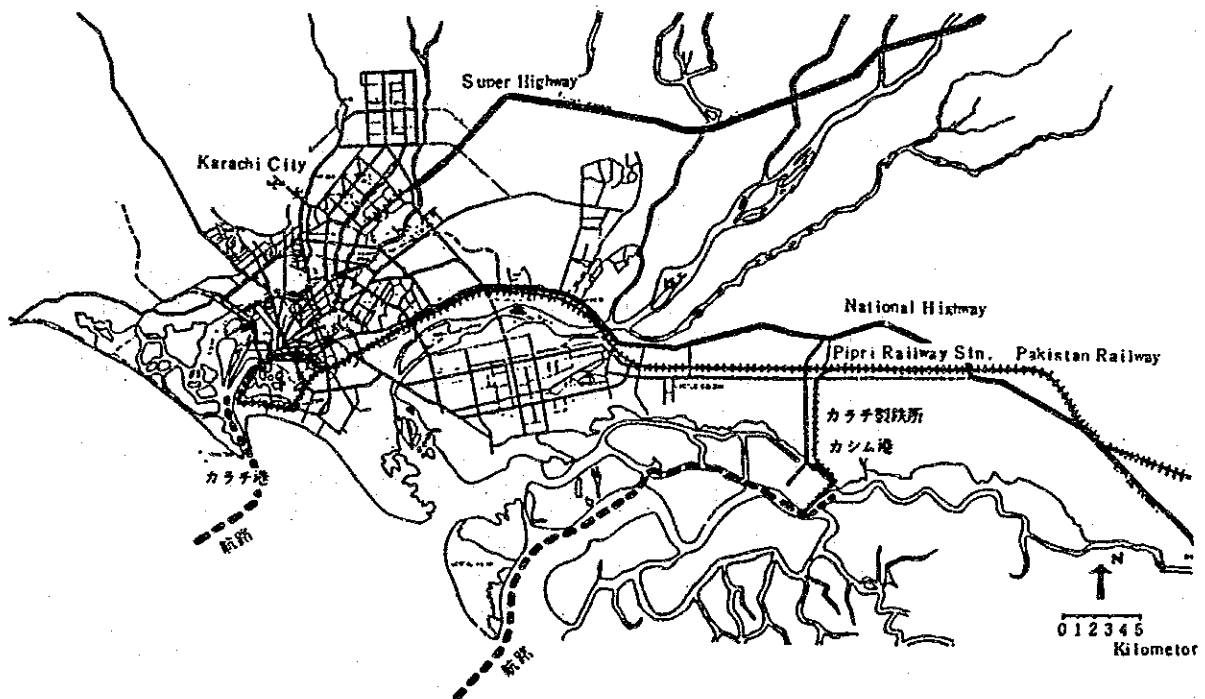 Super Highway
Karachi City
National Highway
Pipri Railway Stn. Pakistan Railway
カラチ製鉄所
カシム港
カラチ港
航路
航路
N
0 1 2 3 4 5
Kilometor